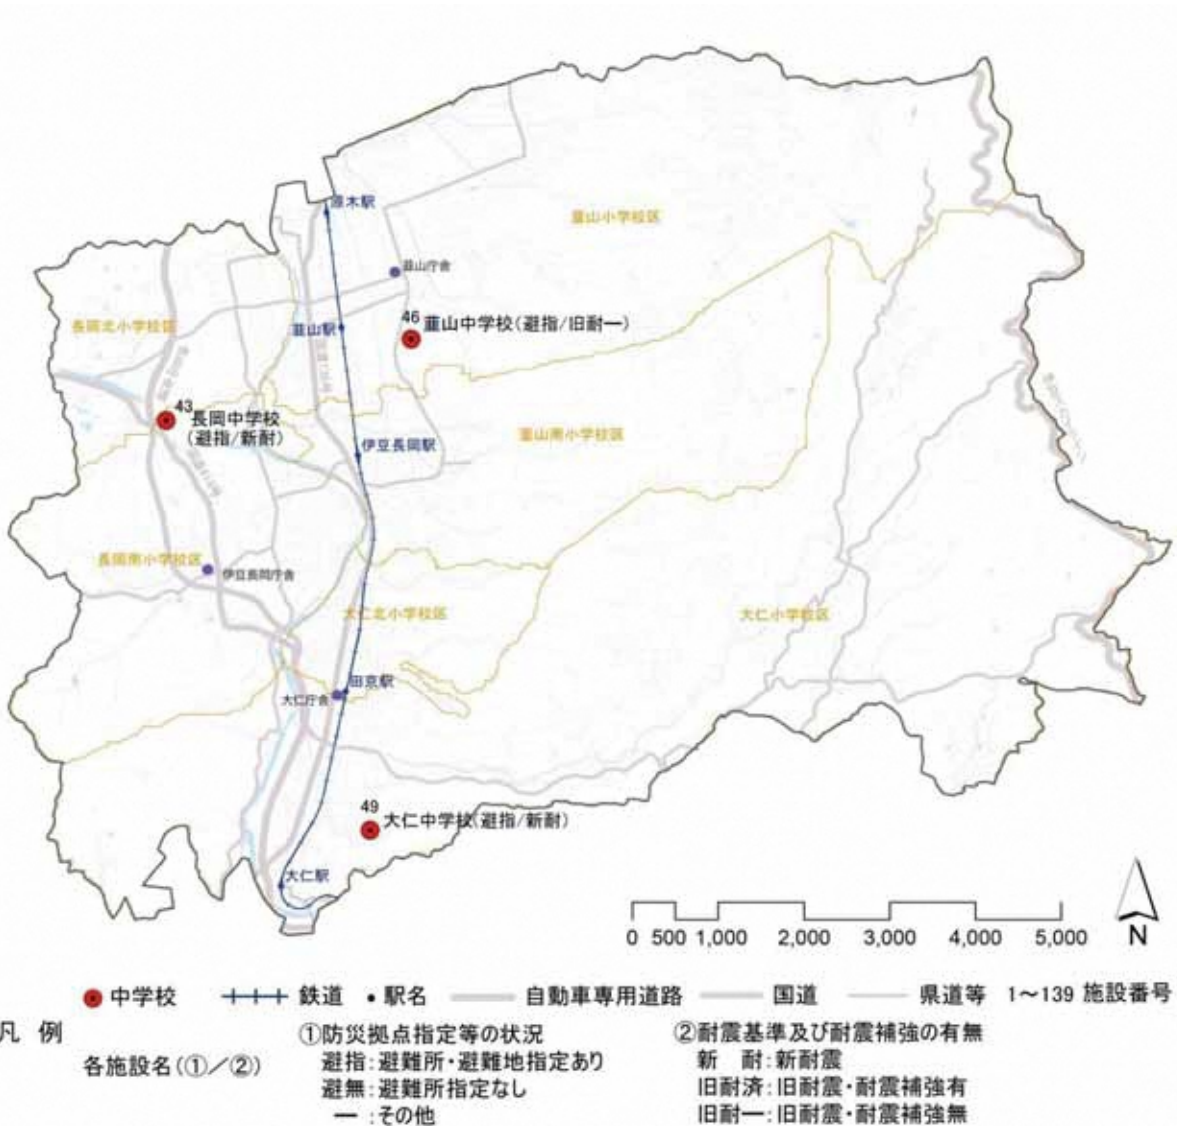 原木駅
韮山小学校区
韮山庁舎
長岡北小学校区
韮山駅
46
韮山中学校(避指/旧耐ー)
43
長岡中学校
(避指/新耐)
伊豆長岡駅
韮山南小学校区
長岡南小学校区
伊豆長岡庁舎
大仁北小学校区
大仁小学校区
田京駅
大仁庁舎
49
大仁中学校(避指/新耐)
大仁駅
0 500 1,000 2,000 3,000 4,000 5,000
N
中学校 鉄道 ・駅名 自動車専用道路 国道 県道等 1〜139 施設番号
凡 例
各施設名(①/②)
①防災拠点指定等の状況
避指:避難所・避難地指定あり
避無:避難所指定なし
ー:その他
②耐震基準及び耐震補強の有無
新 耐:新耐震
旧耐済:旧耐震・耐震補強有
旧耐ー:旧耐震・耐震補強無